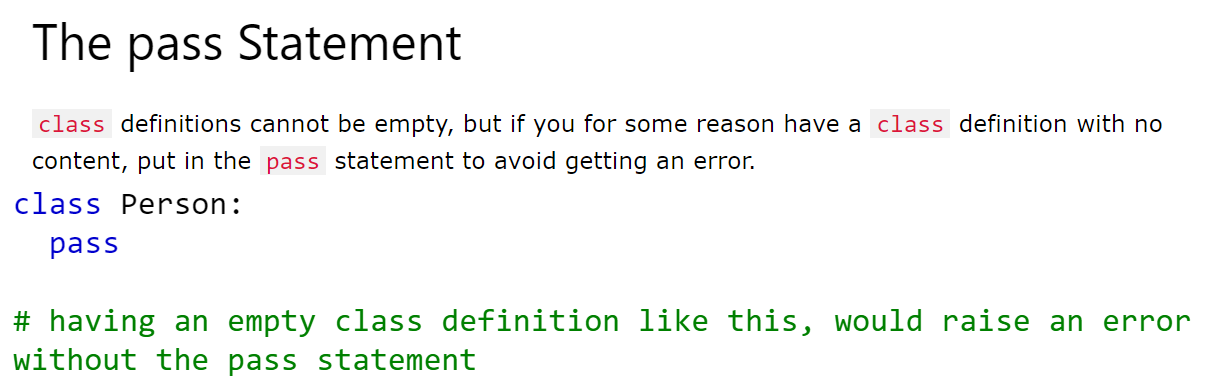 The pass Statement
class definitions cannot be empty, but if you for some reason have a class definition with no
content, put in the pass statement to avoid getting an error.
class Person:
  pass
# having an empty class definition like this, would raise an error
without the pass statement